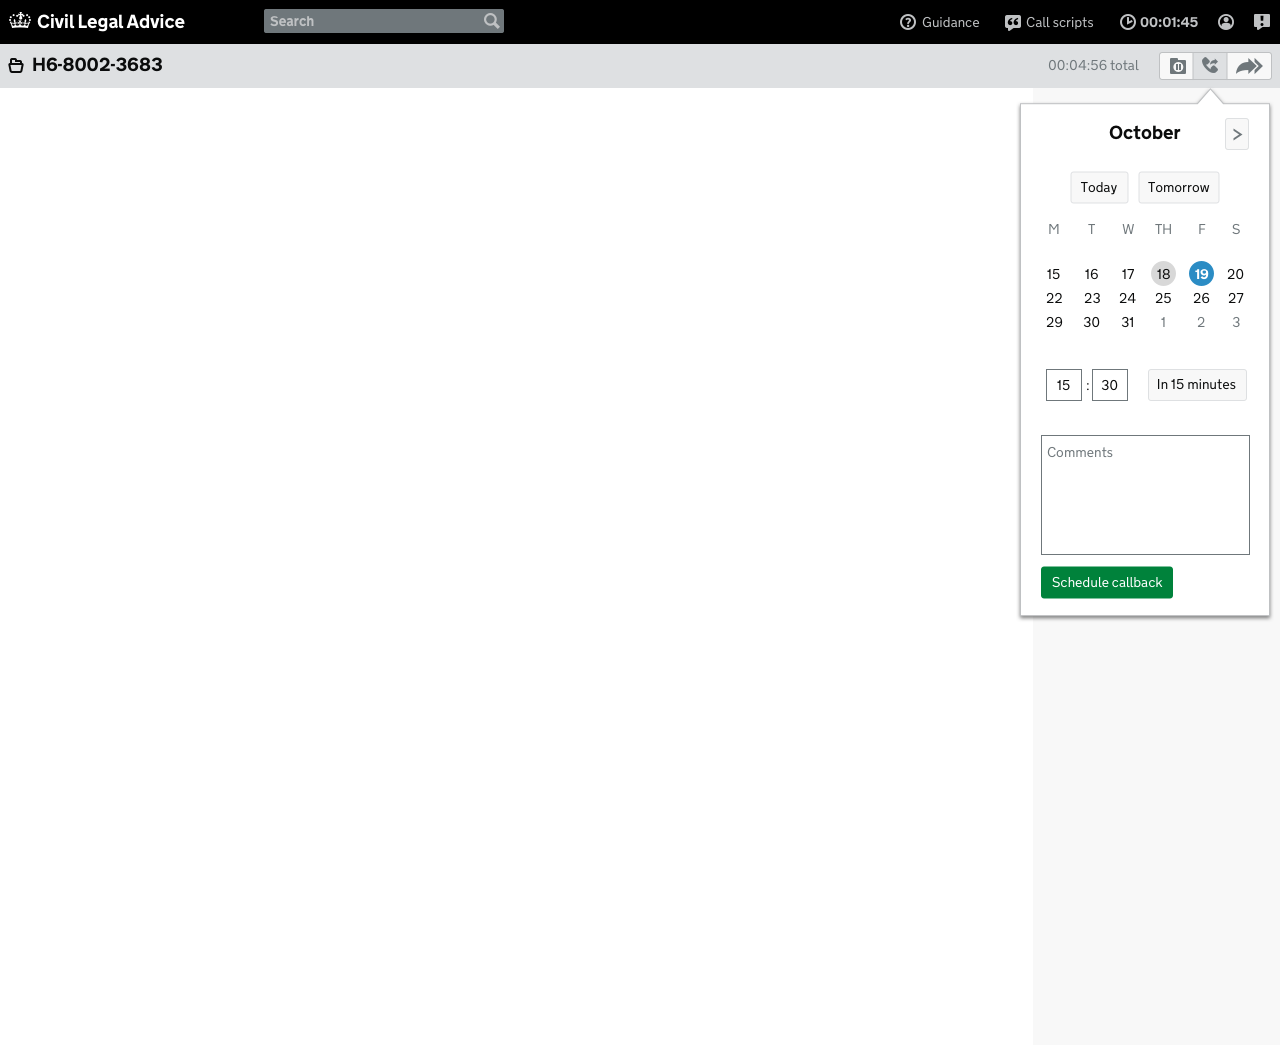 Civil Legal Advice
Search
Guidance
Call scripts
00:01:45
H6-8002-3683
00:04:56 total
October
>
Today
Tomorrow
M T W TH F S
15 16 17 18 19 20
22 23 24 25 26 27
29 30 31 1 2 3
15 : 30
In 15 minutes
Comments
Schedule callback